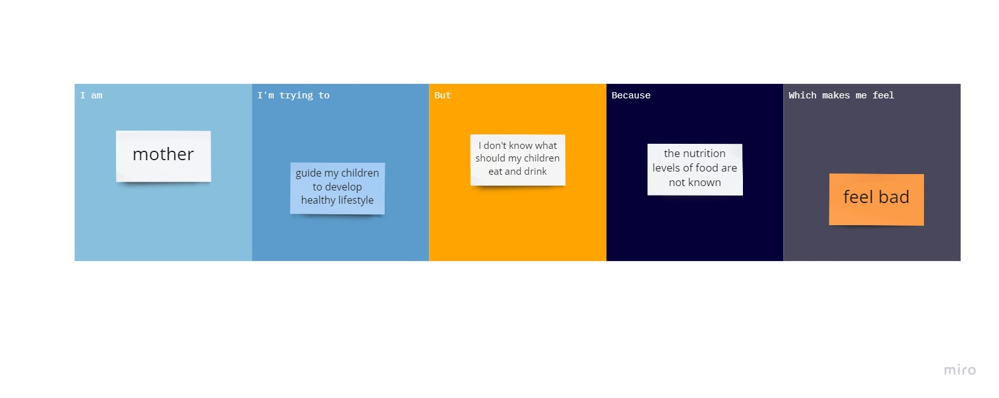 I am
mother
I'm trying to
guide my children
to develop
healthy lifestyle
But
I don't know what
should my children
eat and drink
Because
the nutrition
levels of food are
not known
Which makes me feel
feel bad
miro